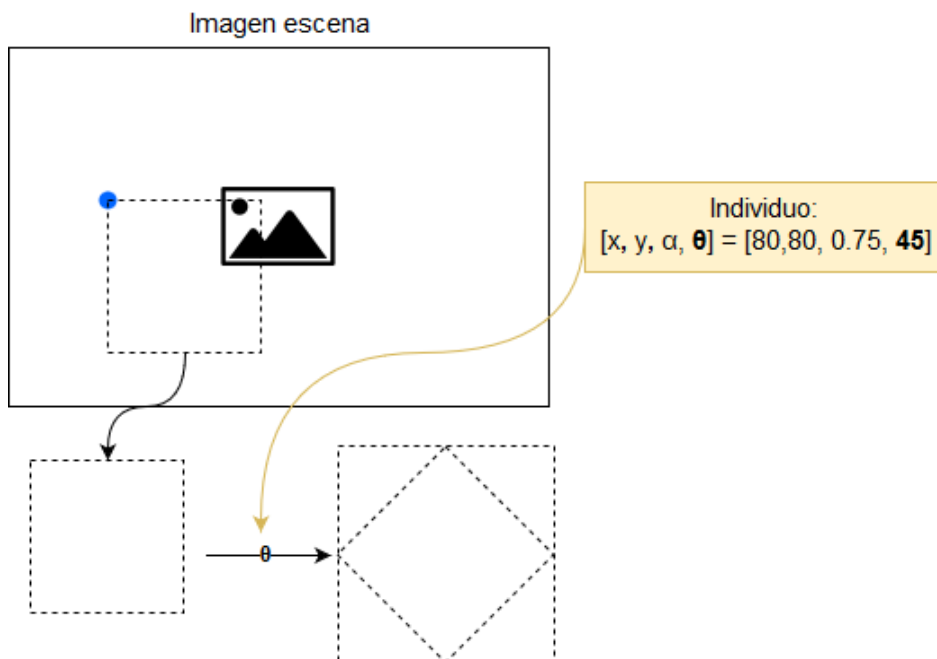 Imagen escena
Individuo:
[x, y, α, θ] = [80,80, 0.75, 45]
θ